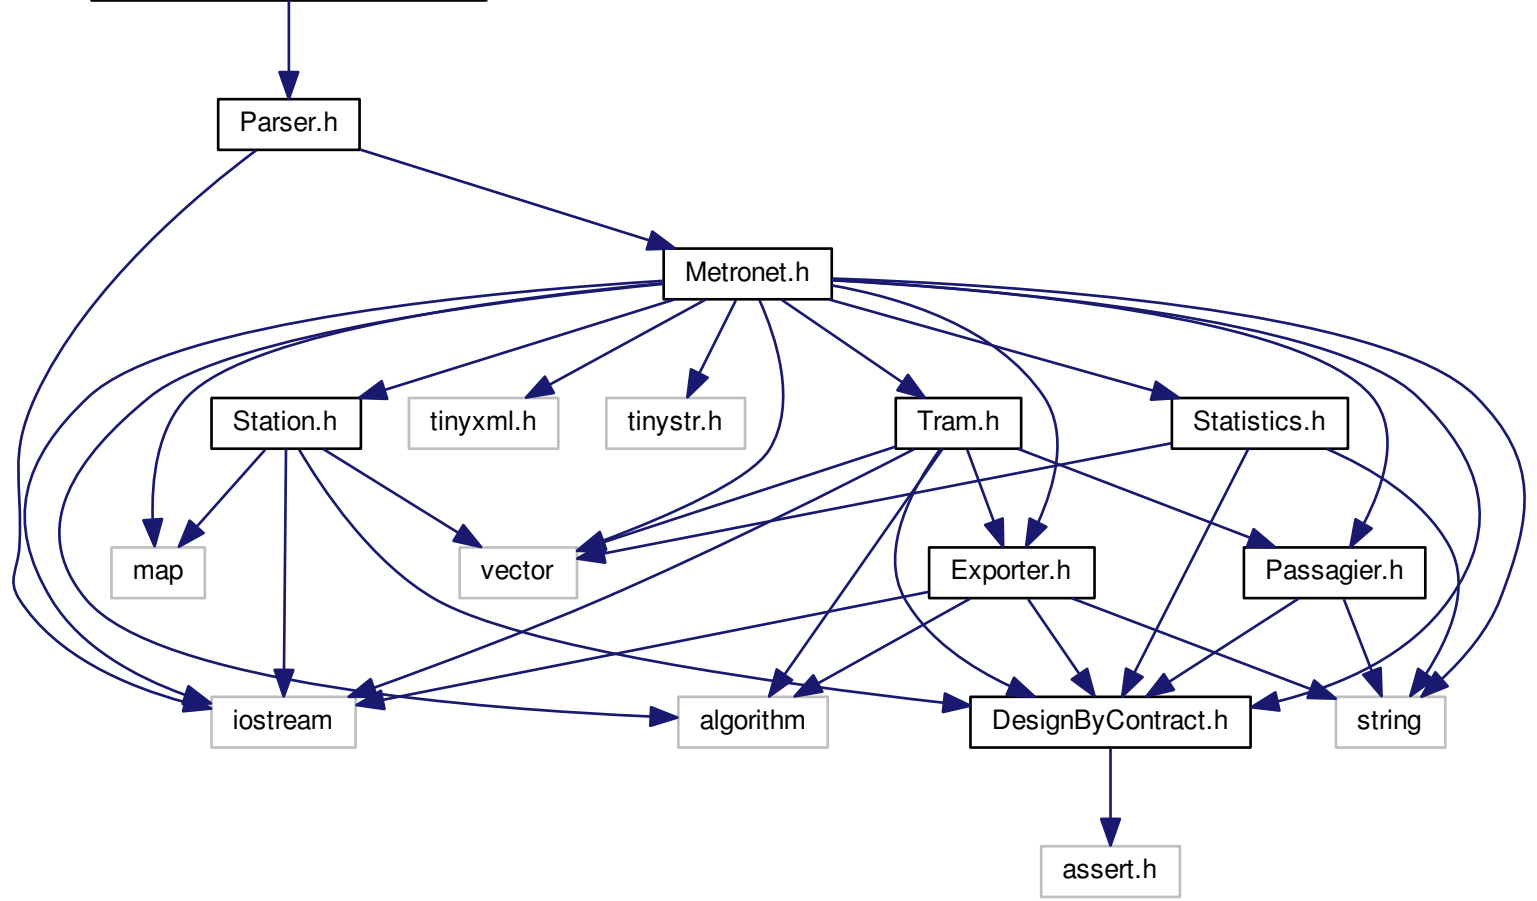 Parser.h
Metronet.h
Station.h
tinyxml.h
tinystr.h
Tram.h
Statistics.h
map
vector
Exporter.h
Passagier.h
iostream
algorithm
DesignByContract.h
string
assert.h